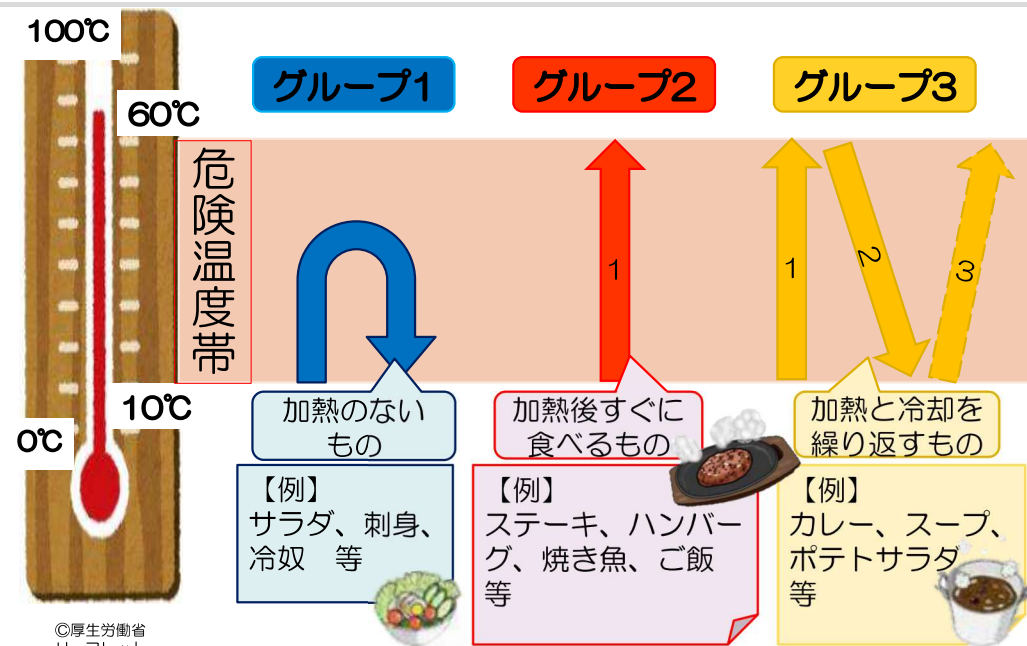 100℃
60℃
10℃
0℃
危険温度帯
グループ1
グループ2
グループ3
1
1
2
3
加熱のない
もの
加熱後すぐに
食べるもの
加熱と冷却を
繰り返すもの
【例】
サラダ、刺身、
冷奴　等
【例】
ステーキ、ハンバー
グ、焼き魚、ご飯
等
【例】
カレー、スープ、
ポテトサラダ
等
©厚生労働省